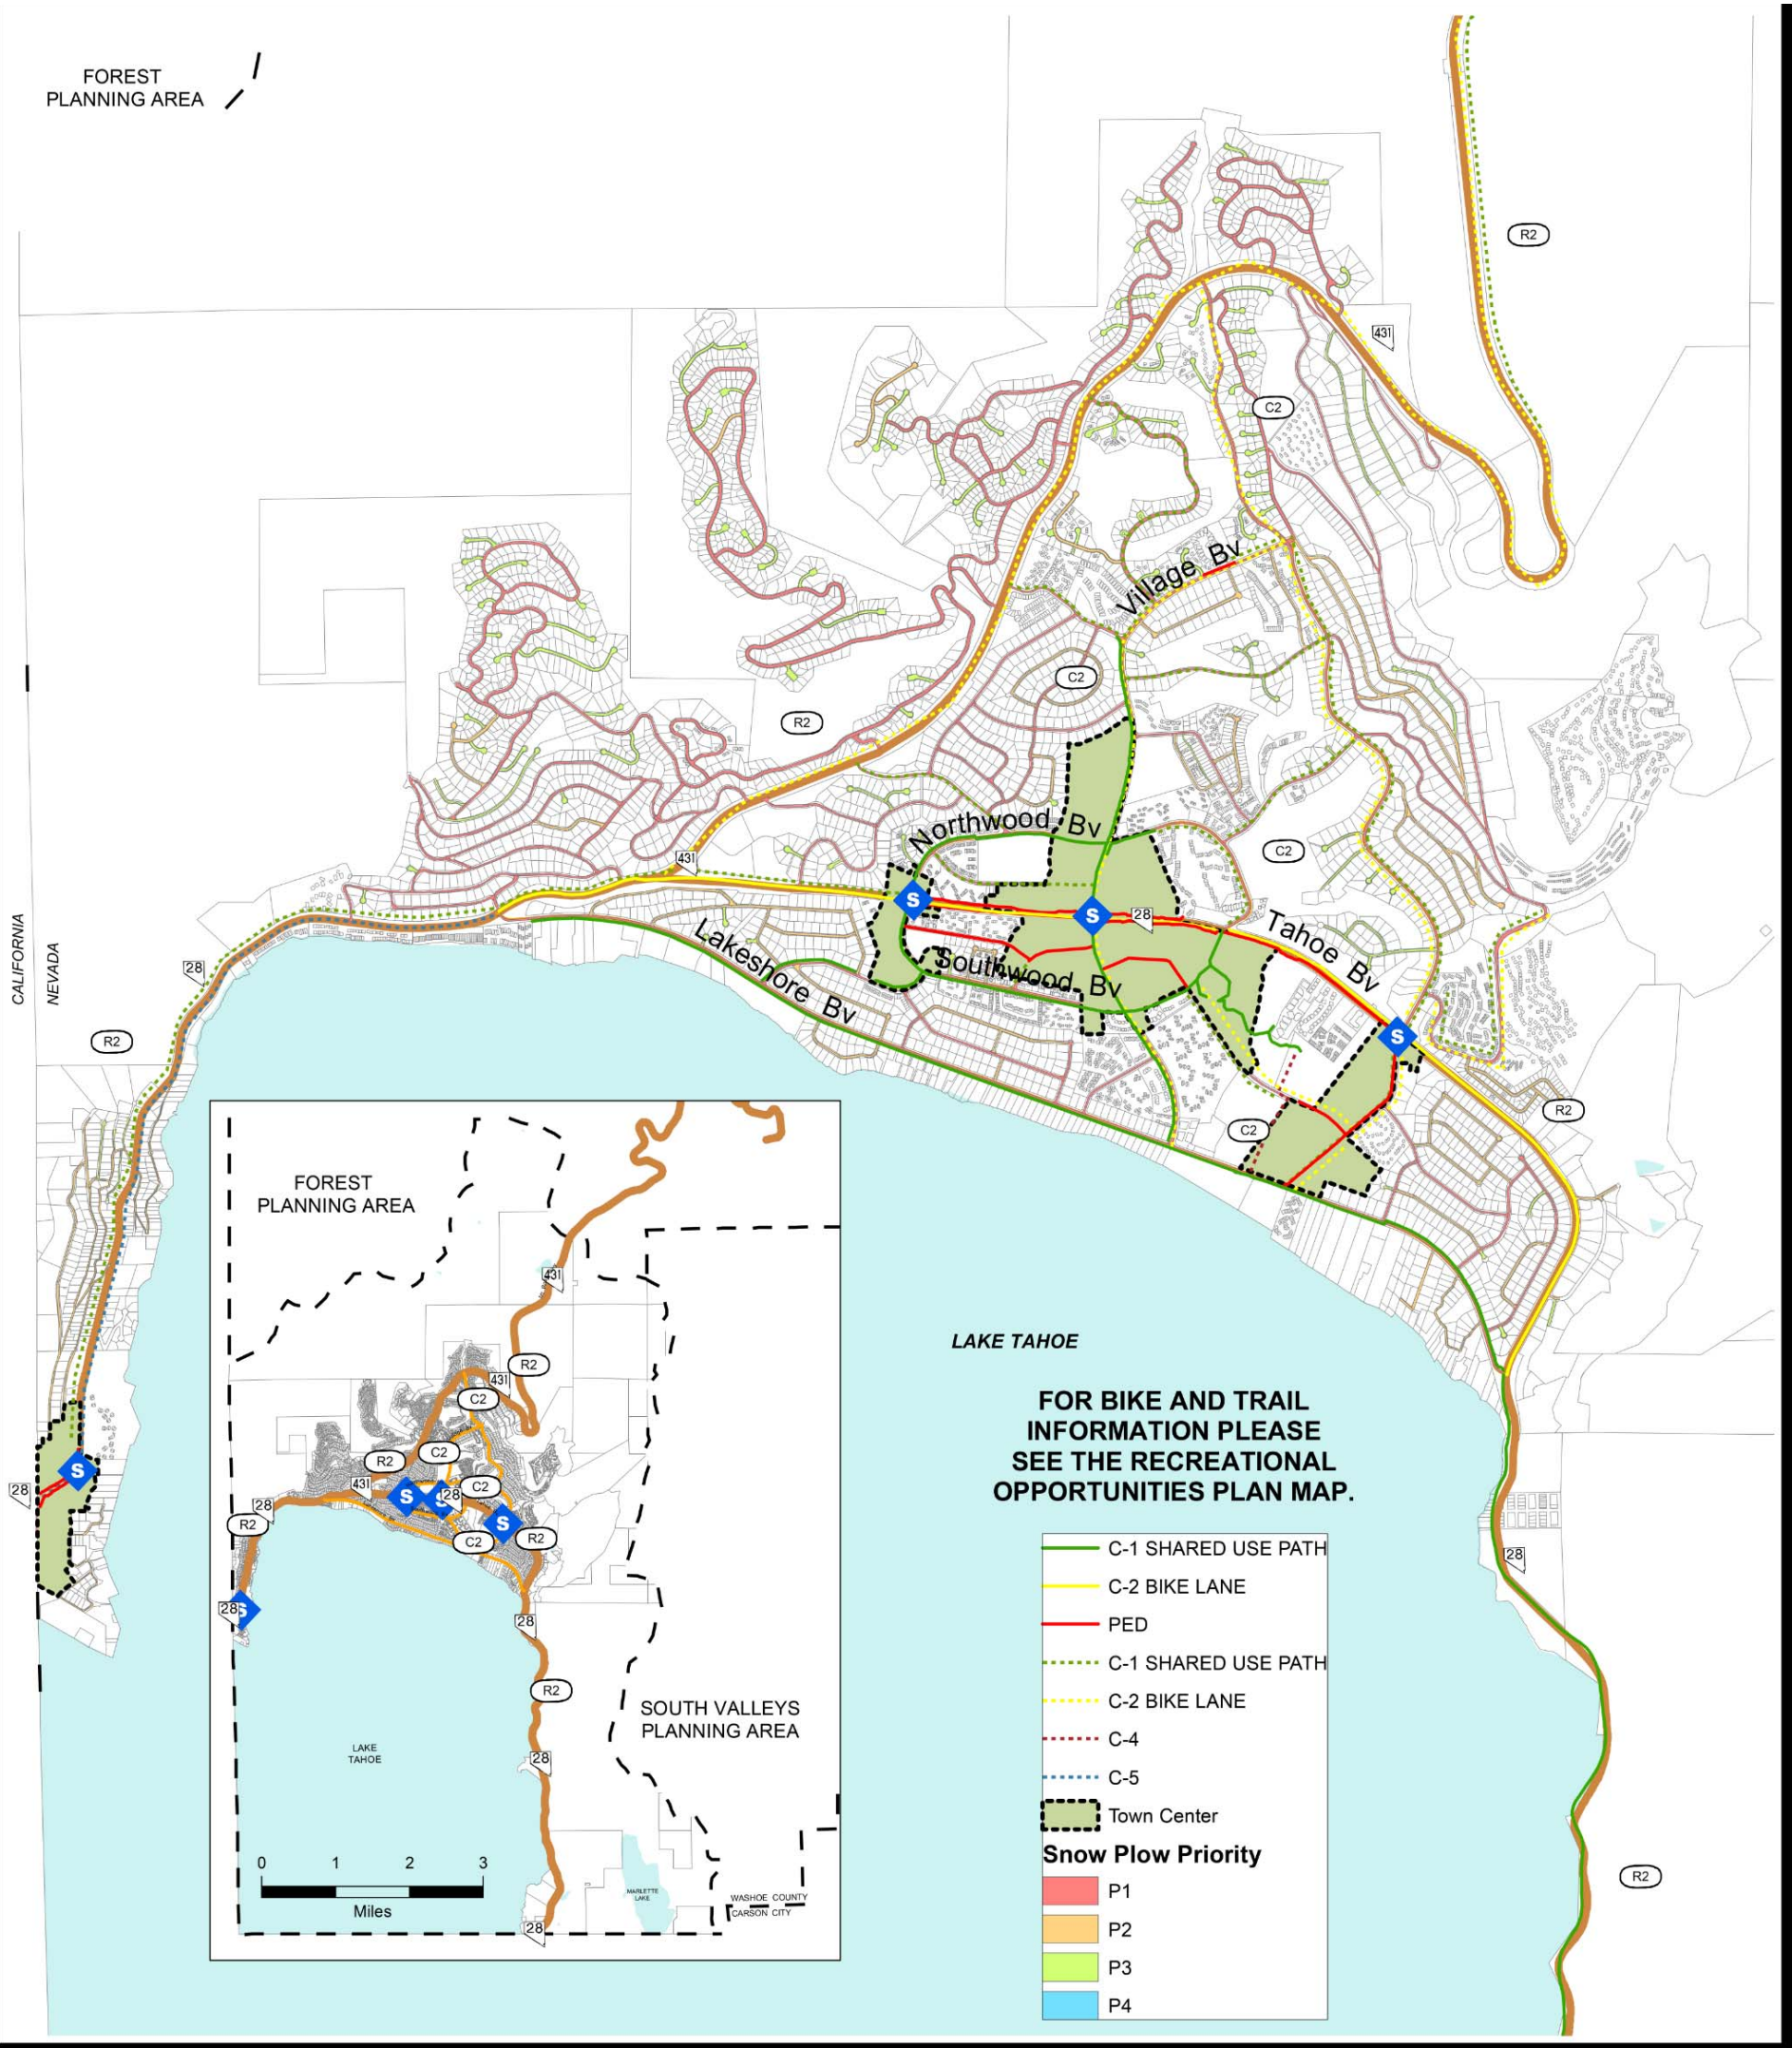 FOREST
PLANNING AREA
R2
431
C2
Village Bv
C2
R2
Northwood Bv
431
C2
S
S
28
Tahoe Bv
CALIFORNIA
NEVADA
28
Lakeshore Bv
Southwood Bv
S
R2
R2
C2
FOREST
PLANNING AREA
431
R2
431
C2
C2
R2
431
C2
S
S
28
28
R2
S
C2
R2
28
S
28
R2
SOUTH VALLEYS
PLANNING AREA
LAKE
TAHOE
28
0 1 2 3
Miles
MARLETTE
LAKE
WASHOE COUNTY
CARSON CITY
28
S
28
LAKE TAHOE
FOR BIKE AND TRAIL
INFORMATION PLEASE
SEE THE RECREATIONAL
OPPORTUNITIES PLAN MAP.
C-1 SHARED USE PATH
C-2 BIKE LANE
PED
C-1 SHARED USE PATH
C-2 BIKE LANE
C-4
C-5
Town Center
Snow Plow Priority
P1
P2
P3
P4
28
R2